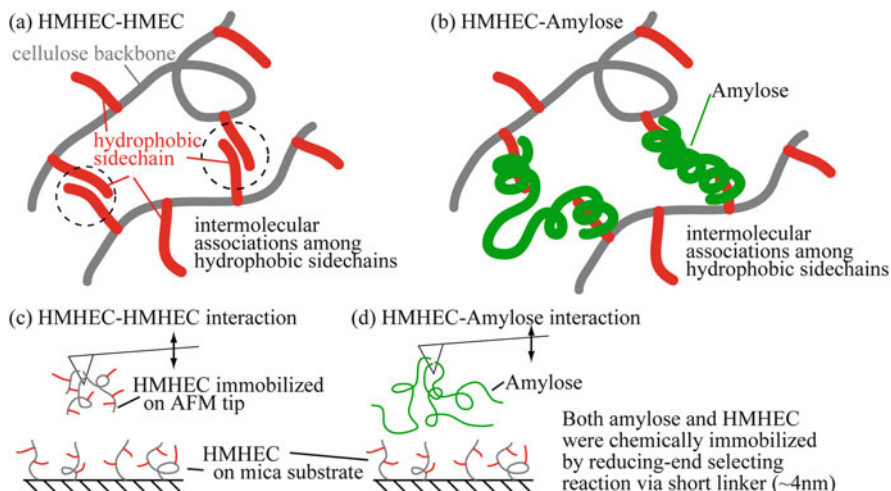 (a) HMHEC-HMEC
cellulose backbone
hydrophobic
sidechain
intermolecular
associations among
hydrophobic sidechains
(b) HMHEC-Amylose
Amylose
intermolecular
associations among
hydrophobic sidechains
(c) HMHEC-HMHEC interaction
HMHEC immobilized
on AFM tip
HMHEC
on mica substrate
(d) HMHEC-Amylose interaction
Amylose
Both amylose and HMHEC
were chemically immobilized
by reducing-end selecting
reaction via short linker (~4nm)